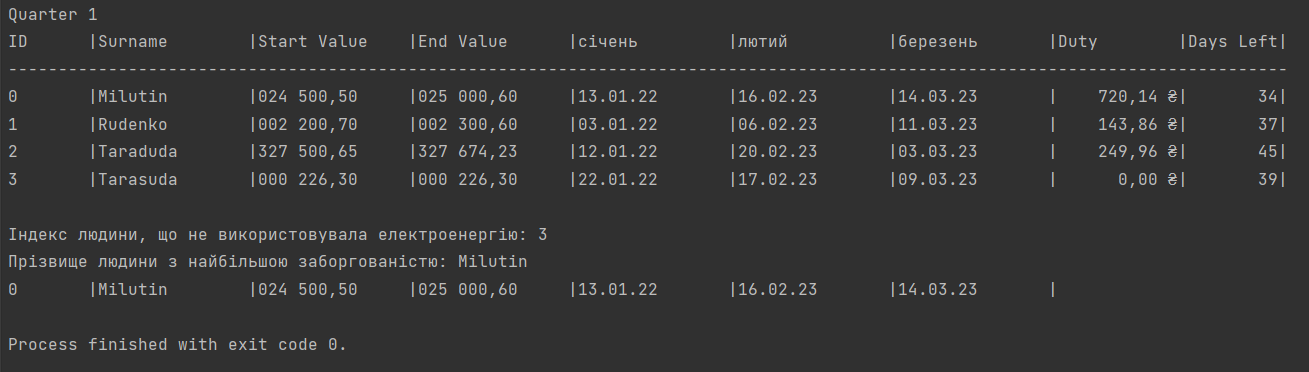 Quarter 1
ID      |Surname        |Start Value    |End Value      |січень         |лютий          |березень       |Duty        |Days Left|
--------------------------------------------------------------------------------------------------------------------------------
0       |Milutin        |024 500,50     |025 000,60     |13.01.22       |16.02.23       |14.03.23       |    720,14 ₴|       34|
1       |Rudenko        |002 200,70     |002 300,60     |03.01.22       |06.02.23       |11.03.23       |    143,86 ₴|       37|
2       |Taraduda       |327 500,65     |327 674,23     |12.01.22       |20.02.23       |03.03.23       |    249,96 ₴|       45|
3       |Tarasuda       |000 226,30     |000 226,30     |22.01.22       |17.02.23       |09.03.23       |      0,00 ₴|       39|
Індекс людини, що не використовувала електроенергію: 3
Прізвище людини з найбільшою заборгованістю: Milutin
0       |Milutin        |024 500,50     |025 000,60     |13.01.22       |16.02.23       |14.03.23       |
Process finished with exit code 0.